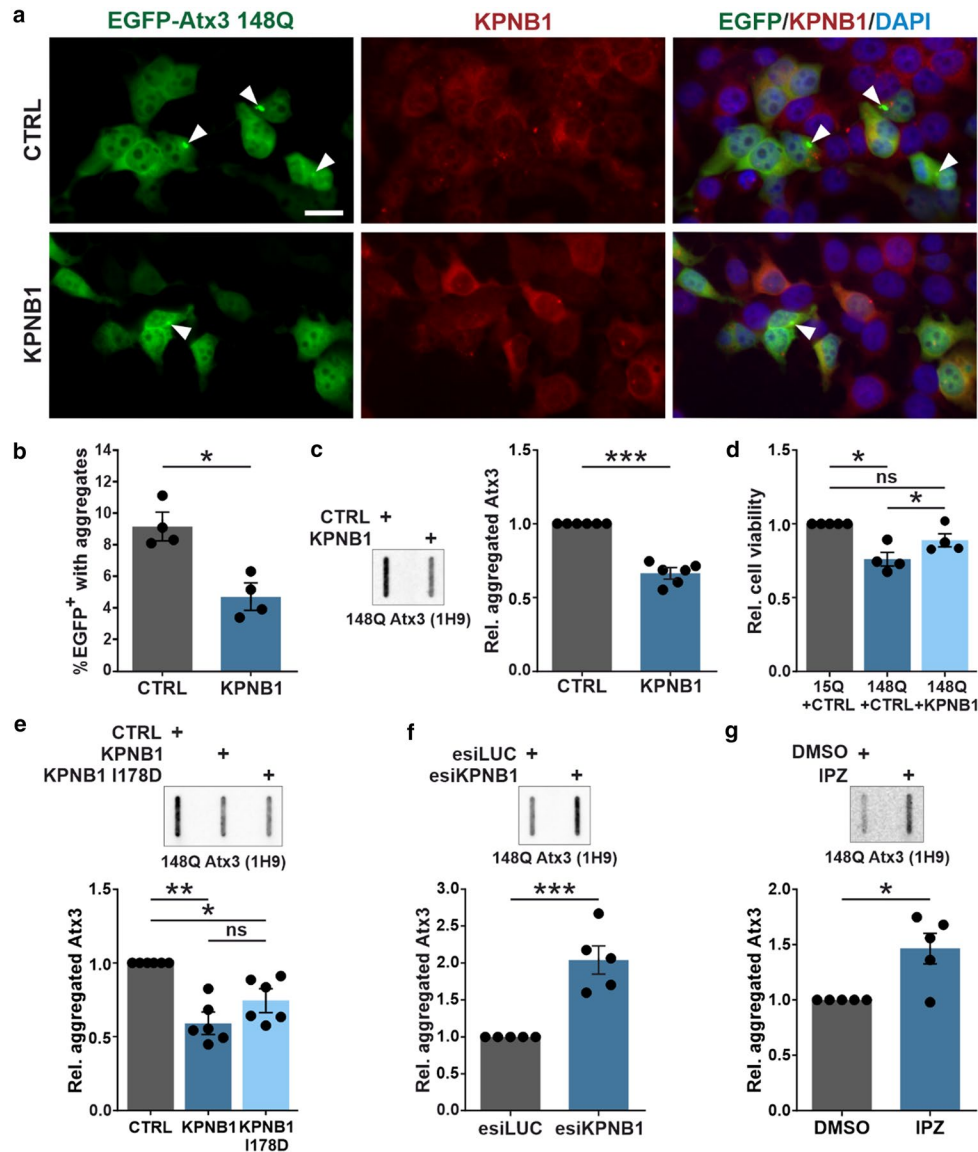 a
EGFP-Atx3 148Q
KPNB1
EGFP/KPNB1/DAPI
CTRL
KPNB1
b
%EGFP+ with aggregates
14
12
10
8
6
4
2
0
CTRL
KPNB1
*
c
CTRL +
KPNB1 +
148Q Atx3 (1H9)
Rel. aggregated Atx3
1.5
1.0
0.5
0.0
***
CTRL
KPNB1
d
Rel. cell viability
1.5
1.0
0.5
0.0
*
ns
*
15Q +CTRL
148Q +CTRL
148Q +KPNB1
e
CTRL +
KPNB1 +
KPNB1 I178D +
148Q Atx3 (1H9)
Rel. aggregated Atx3
1.5
1.0
0.5
0.0
**
*
ns
CTRL
KPNB1
KPNB1 I178D
f
esiLUC +
esiKPNB1 +
148Q Atx3 (1H9)
Rel. aggregated Atx3
3.0
2.5
2.0
1.5
1.0
0.5
0.0
***
esiLUC
esiKPNB1
g
DMSO +
IPZ +
148Q Atx3 (1H9)
Rel. aggregated Atx3
2.0
1.5
1.0
0.5
0.0
*
DMSO
IPZ